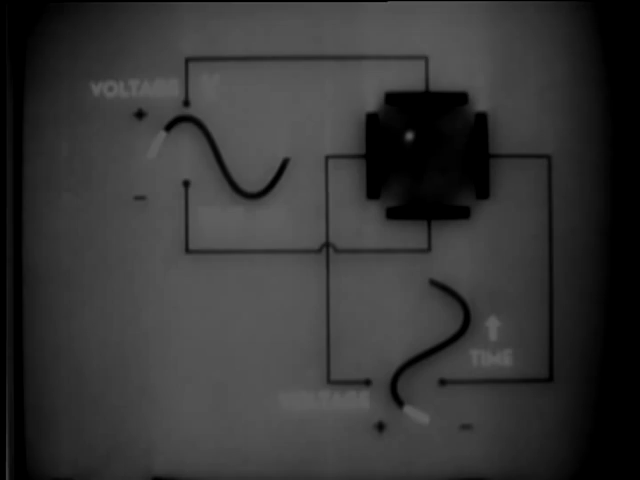 VOLTAGE
+
−
↑
TIME
VOLTAGE
+ −